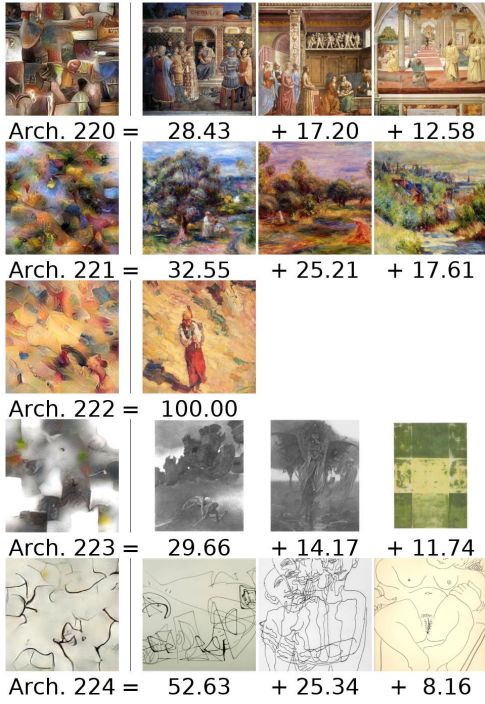 Arch. 220 = 28.43 + 17.20 + 12.58
Arch. 221 = 32.55 + 25.21 + 17.61
Arch. 222 = 100.00
Arch. 223 = 29.66 + 14.17 + 11.74
Arch. 224 = 52.63 + 25.34 + 8.16